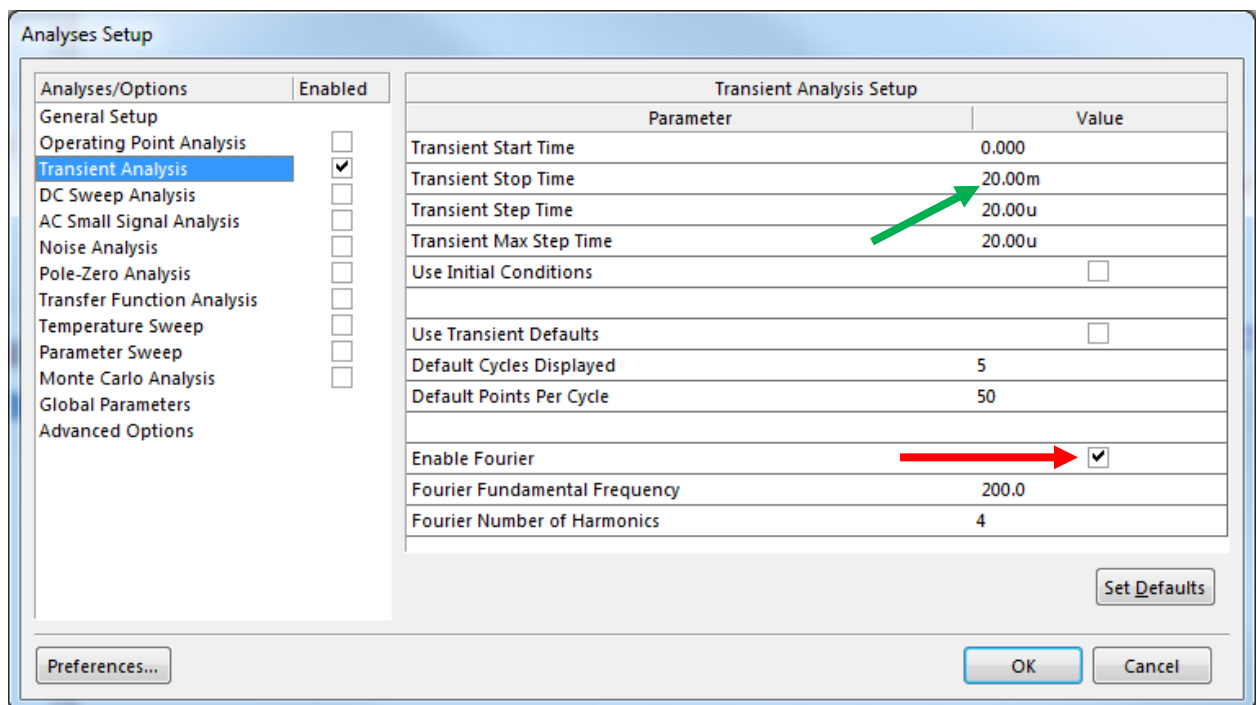 Analyses Setup
Analyses/Options Enabled
General Setup
Operating Point Analysis
Transient Analysis
DC Sweep Analysis
AC Small Signal Analysis
Noise Analysis
Pole-Zero Analysis
Transfer Function Analysis
Temperature Sweep
Parameter Sweep
Monte Carlo Analysis
Global Parameters
Advanced Options
Transient Analysis Setup
Parameter Value
Transient Start Time 0.000
Transient Stop Time 20.00m
Transient Step Time 20.00u
Transient Max Step Time 20.00u
Use Initial Conditions
Use Transient Defaults
Default Cycles Displayed 5
Default Points Per Cycle 50
Enable Fourier
Fourier Fundamental Frequency 200.0
Fourier Number of Harmonics 4
Set Defaults
Preferences... OK Cancel